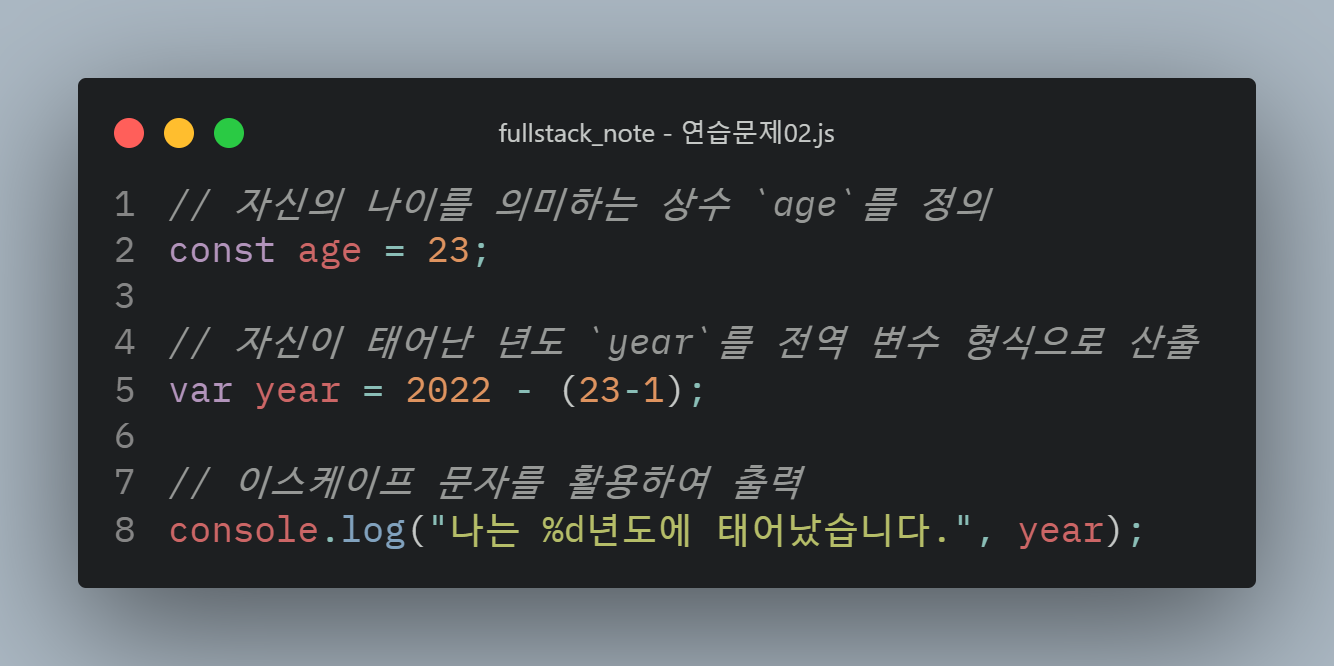 fullstack_note - 연습문제02.js
1 // 자신의 나이를 의미하는 상수 `age`를 정의
2 const age = 23;
3
4 // 자신이 태어난 년도 `year`를 전역 변수 형식으로 산출
5 var year = 2022 - (23-1);
6
7 // 이스케이프 문자를 활용하여 출력
8 console.log("나는 %d년도에 태어났습니다.", year);